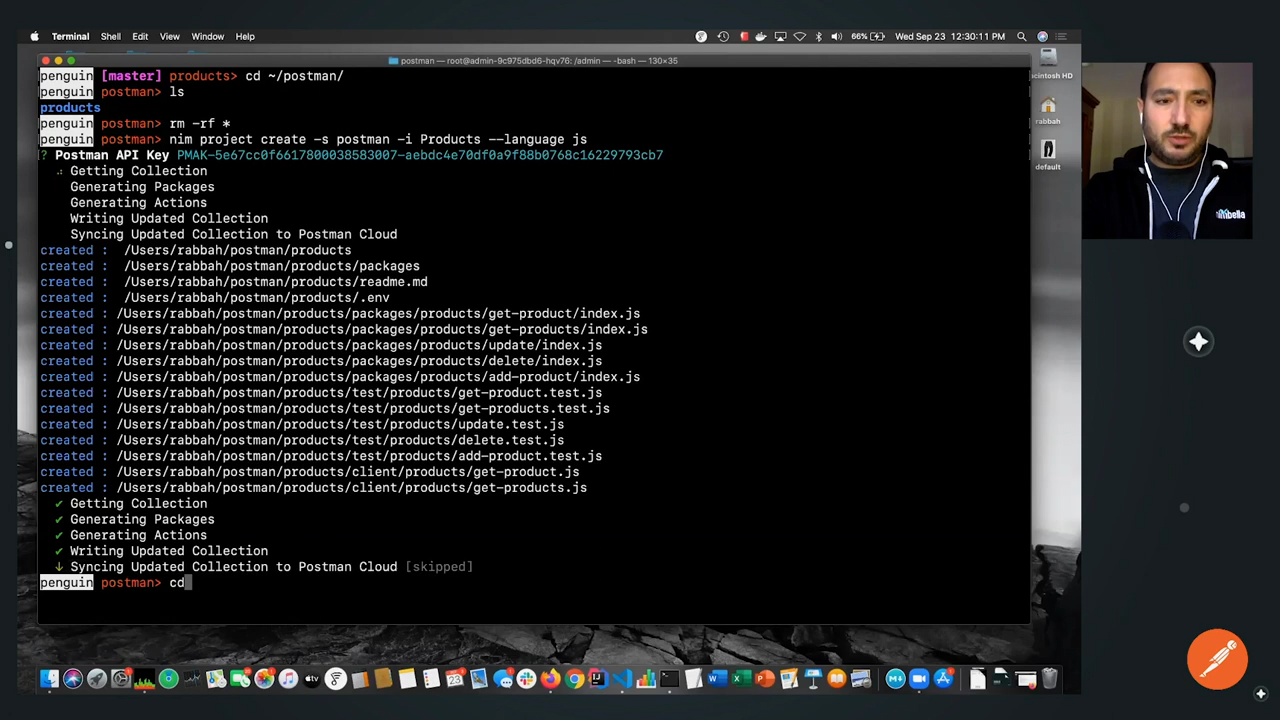 Terminal Shell Edit View Window Help 66% Wed Sep 23 12:30:11 PM
postman — root@admin-9c975dbd6-hqv76: /admin — -bash — 130×35
penguin [master] products> cd ~/postman/
penguin postman> ls
products
penguin postman> rm -rf *
penguin postman> nim project create -s postman -i Products --language js
? Postman API Key PMAK-5e67cc0f6617800038583007-aebdc4e70df0a9f88b0768c16229793cb7
Getting Collection
Generating Packages
Generating Actions
Writing Updated Collection
Syncing Updated Collection to Postman Cloud
created : /Users/rabbah/postman/products
created : /Users/rabbah/postman/products/packages
created : /Users/rabbah/postman/products/readme.md
created : /Users/rabbah/postman/products/.env
created : /Users/rabbah/postman/products/packages/products/get-product/index.js
created : /Users/rabbah/postman/products/packages/products/get-products/index.js
created : /Users/rabbah/postman/products/packages/products/update/index.js
created : /Users/rabbah/postman/products/packages/products/delete/index.js
created : /Users/rabbah/postman/products/packages/products/add-product/index.js
created : /Users/rabbah/postman/products/test/products/get-product.test.js
created : /Users/rabbah/postman/products/test/products/get-products.test.js
created : /Users/rabbah/postman/products/test/products/update.test.js
created : /Users/rabbah/postman/products/test/products/delete.test.js
created : /Users/rabbah/postman/products/test/products/add-product.test.js
created : /Users/rabbah/postman/products/client/products/get-product.js
created : /Users/rabbah/postman/products/client/products/get-products.js
✔ Getting Collection
✔ Generating Packages
✔ Generating Actions
✔ Writing Updated Collection
↓ Syncing Updated Collection to Postman Cloud [skipped]
penguin postman> cd
acintosh HD
rabbah
default